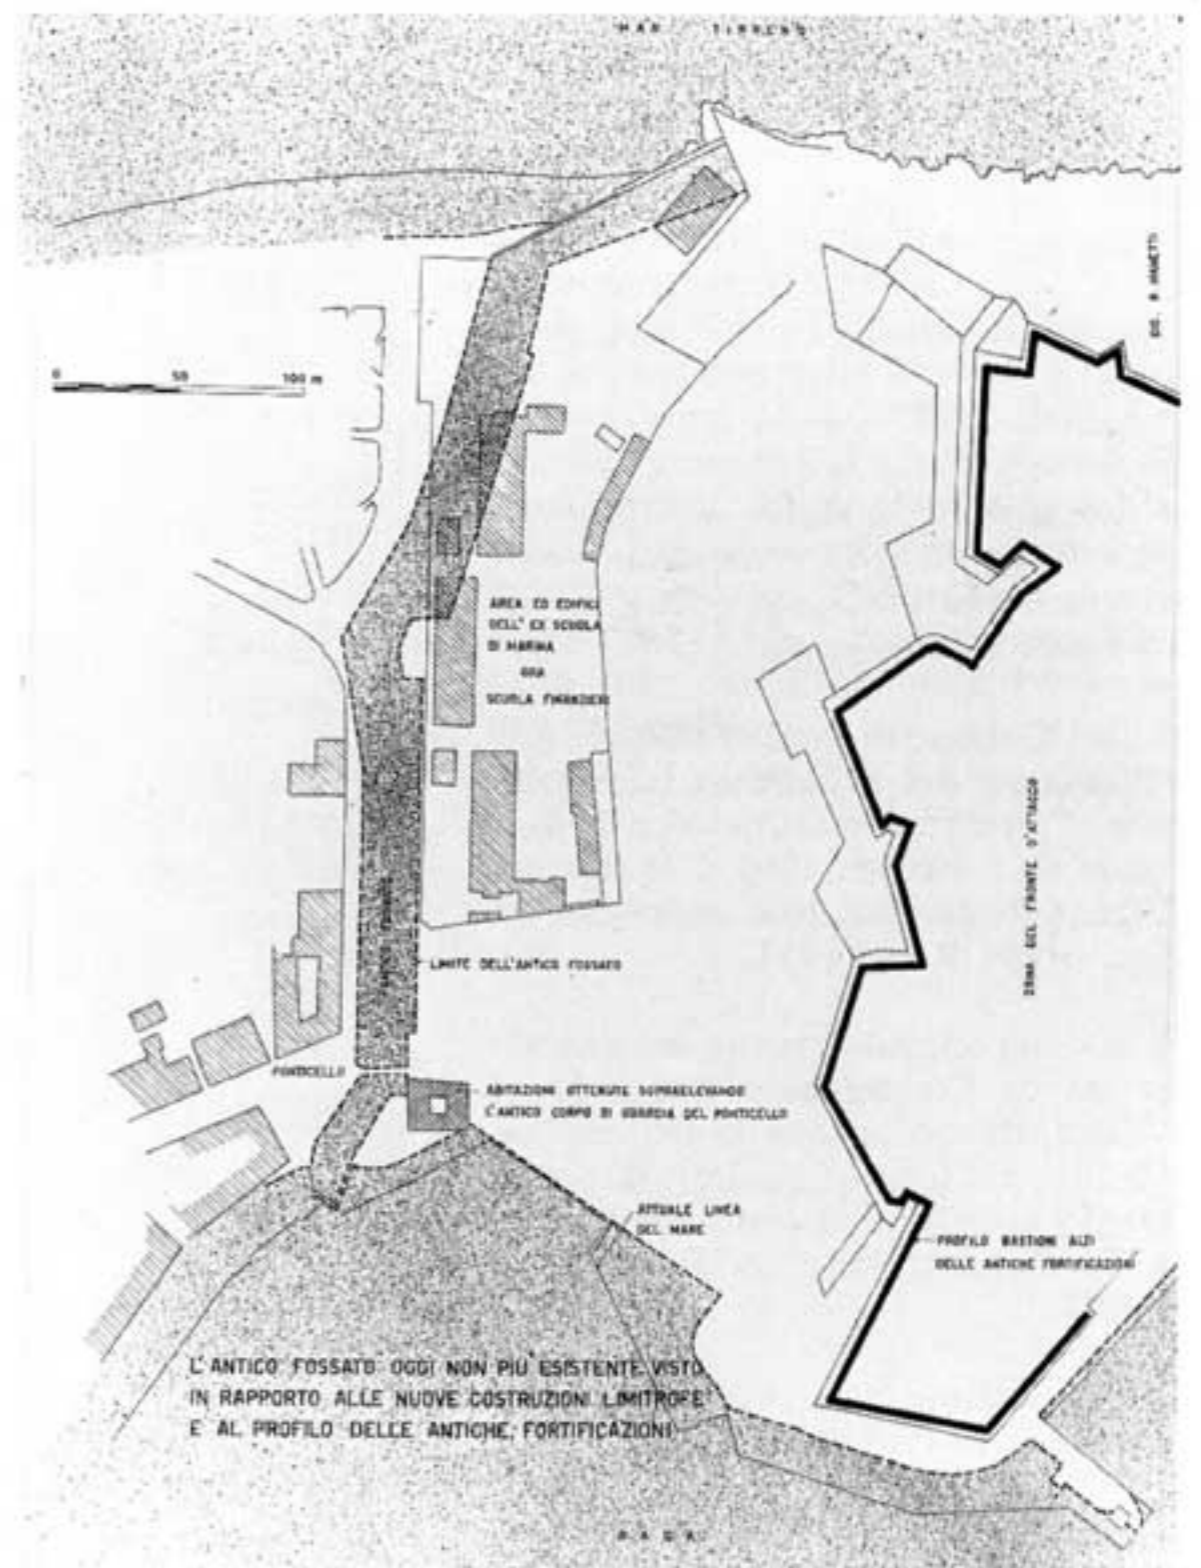 MAR TIRRENO
DIS. B. MANETTI
0 50 100 m
AREA ED EDIFICI
DELL' EX SCUOLA
DI MARINA
ORA
SCUOLA FINANZIERI
ZONA DEL FRONTE D'ATTACCO
LIMITE DELL'ANTICO FOSSATO
PONTICELLO
ABITAZIONI OTTENUTE SOPRAELEVANDO
L'ANTICO CORPO DI GUARDIA DEL PONTICELLO
ATTUALE LINEA
DEL MARE
PROFILO BASTIONI ALTI
DELLE ANTICHE FORTIFICAZIONI
L'ANTICO FOSSATO OGGI NON PIU' ESISTENTE VISTO
IN RAPPORTO ALLE NUOVE COSTRUZIONI LIMITROFE
E AL PROFILO DELLE ANTICHE FORTIFICAZIONI
RADA